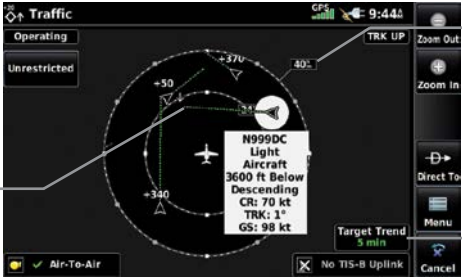 Traffic
GPS
9:44
Operating
TRK UP
Zoom Out
Unrestricted
+370
40
+50
Zoom In
N999DC
Light
Aircraft
3600 ft Below
Descending
CR: 70 kt
TRK: 1°
GS: 98 kt
+340
Direct To
Menu
Target Trend
5 min
Air-To-Air
No TIS-B Uplink
Cancel